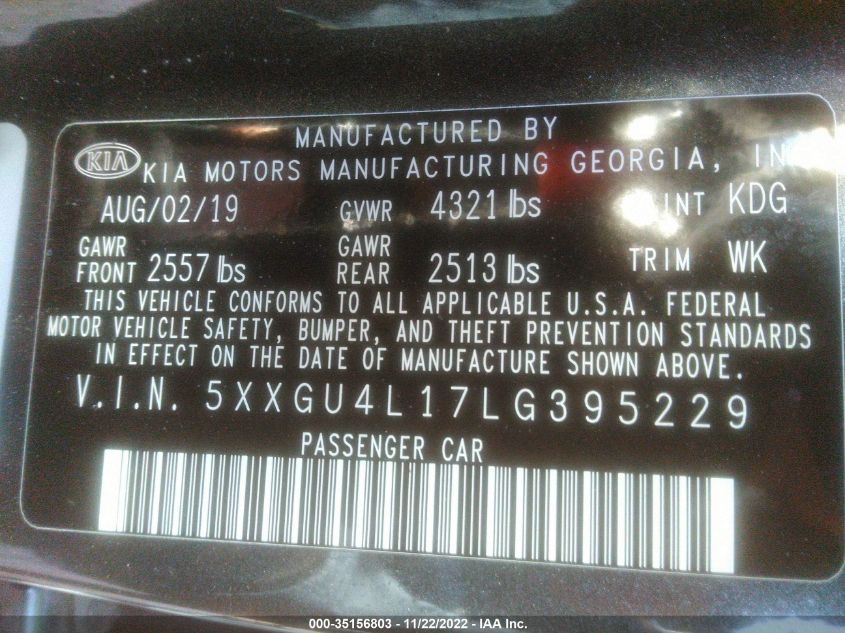 MANUFACTURED BY
KIA KIA MOTORS MANUFACTURING GEORGIA,
AUG/02/19 GVWR 4321 lbs KDG
GAWR FRONT 2557 lbs GAWR REAR 2513 lbs TRIM WK
THIS VEHICLE CONFORMS TO ALL APPLICABLE U.S.A. FEDERAL
MOTOR VEHICLE SAFETY, BUMPER, AND THEFT PREVENTION STANDARDS
IN EFFECT ON THE DATE OF MANUFACTURE SHOWN ABOVE.
V.I.N. 5XXGU4L17LG395229
PASSENGER CAR
000-35156803 - 11/22/2022 - IAA Inc.